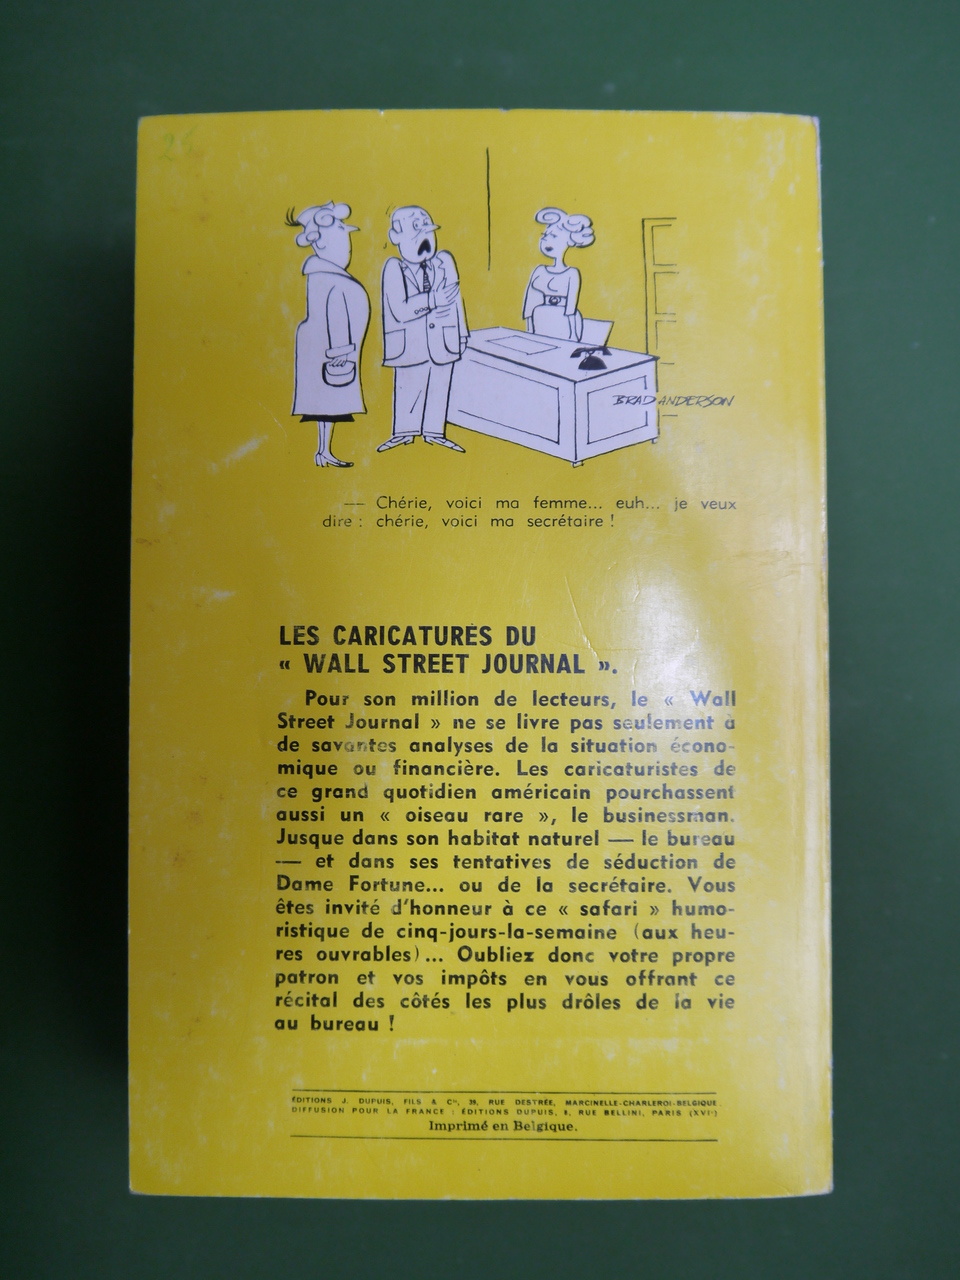 25
BRAD ANDERSON
— Chérie, voici ma femme... euh... je veux
dire : chérie, voici ma secrétaire !
LES CARICATURES DU
« WALL STREET JOURNAL ».
Pour son million de lecteurs, le « Wall
Street Journal » ne se livre pas seulement à
de savantes analyses de la situation écono-
mique ou financière. Les caricaturistes de
ce grand quotidien américain pourchassent
aussi un « oiseau rare », le businessman.
Jusque dans son habitat naturel — le bureau
— et dans ses tentatives de séduction de
Dame Fortune... ou de la secrétaire. Vous
êtes invité d'honneur à ce « safari » humo-
ristique de cinq-jours-la-semaine (aux heu-
res ouvrables)... Oubliez donc votre propre
patron et vos impôts en vous offrant ce
récital des côtés les plus drôles de la vie
au bureau !
ÉDITIONS J. DUPUIS, FILS & Cie, 39, RUE DESTRÉE, MARCINELLE-CHARLEROI-BELGIQUE.
DIFFUSION POUR LA FRANCE : ÉDITIONS DUPUIS, 8, RUE BELLINI, PARIS (XVIe)
Imprimé en Belgique.